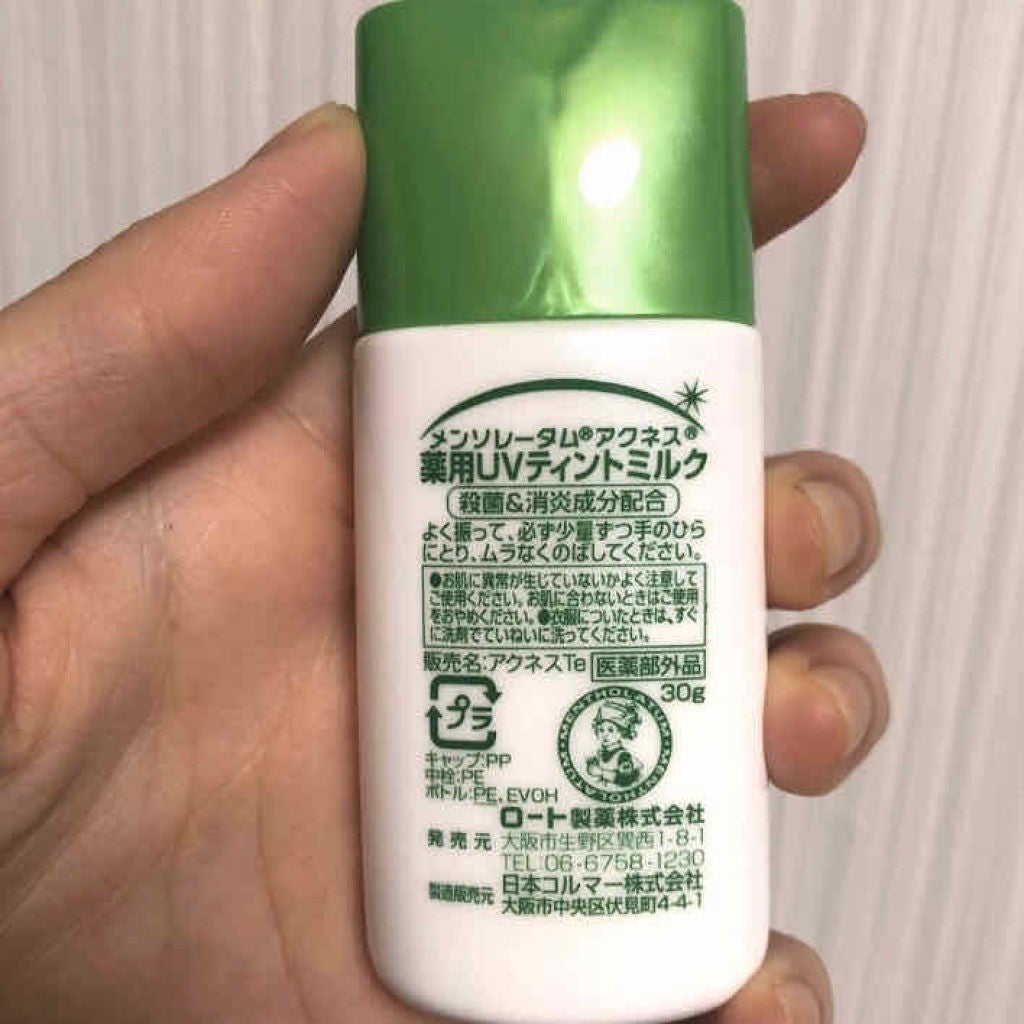 メンソレータム®アクネス®
薬用UVティントミルク
殺菌&消炎成分配合
よく振って、必ず少量ずつ手のひら
にとり、ムラなくのばしてください。
●お肌に異常が生じていないかよく注意して
ご使用ください。お肌に合わないときはご使用
をおやめください。●衣服についたときは、すぐ
に洗剤でていねいに洗ってください。
販売名:アクネスTe 医薬部外品
30g
プラ
MENTHOLATUM・MENTHOLATUM・
キャップ:PP
中栓:PE
ボトル:PE, EVOH
ロート製薬株式会社
発売元 大阪市生野区巽西1-8-1
TEL:06-6758-1230
製造販売元 日本コルマー株式会社
大阪市中央区伏見町4-4-1